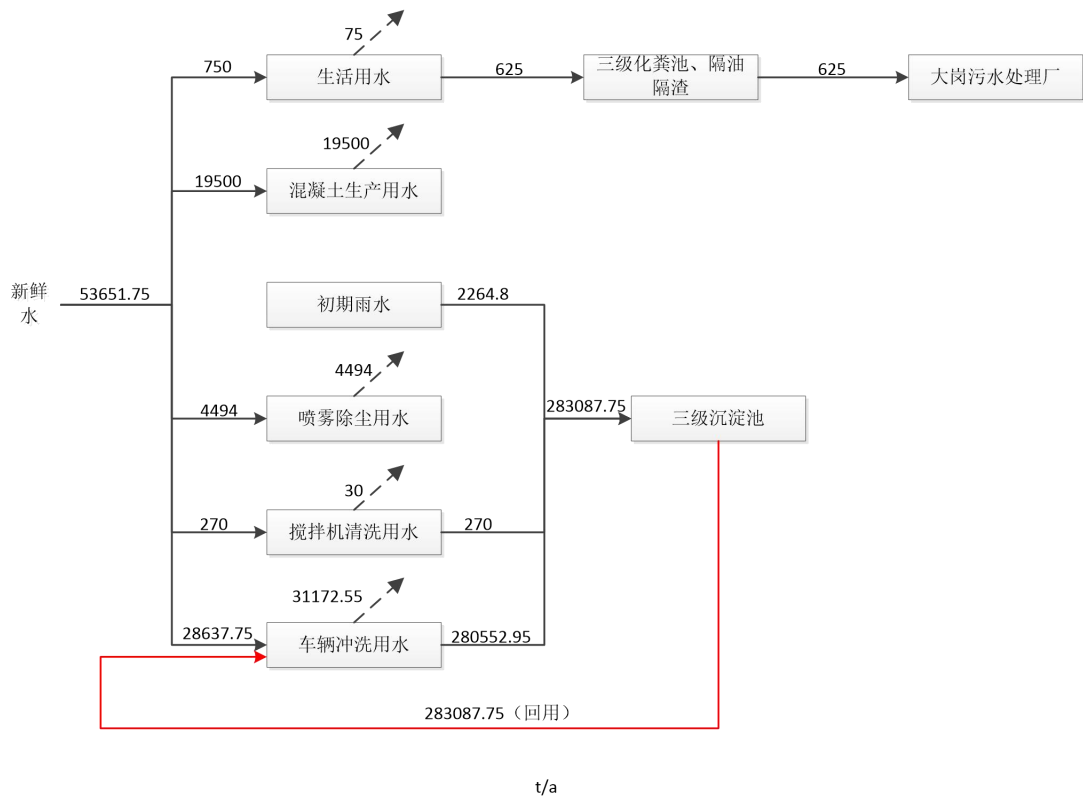 75
750
生活用水
625
三级化粪池、隔油
隔渣
625
大岗污水处理厂
19500
19500
混凝土生产用水
新鲜
水
53651.75
初期雨水
2264.8
4494
4494
喷雾除尘用水
283087.75
三级沉淀池
30
270
搅拌机清洗用水
270
31172.55
28637.75
车辆冲洗用水
280552.95
283087.75（回用）
t/a